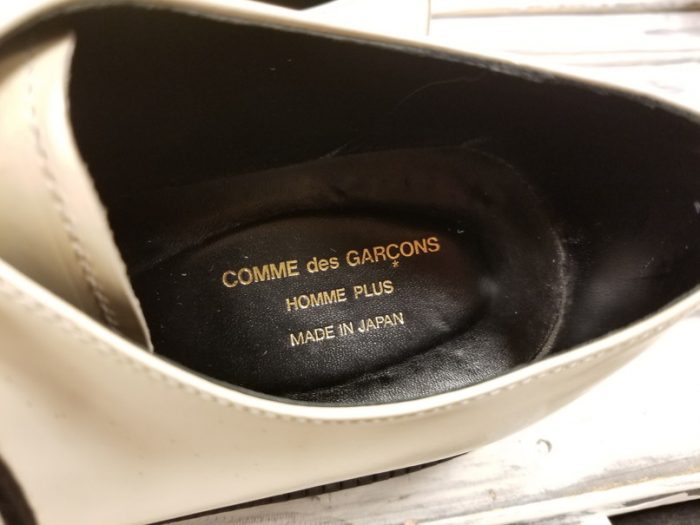 COMME des GARÇONS
*
HOMME PLUS
MADE IN JAPAN